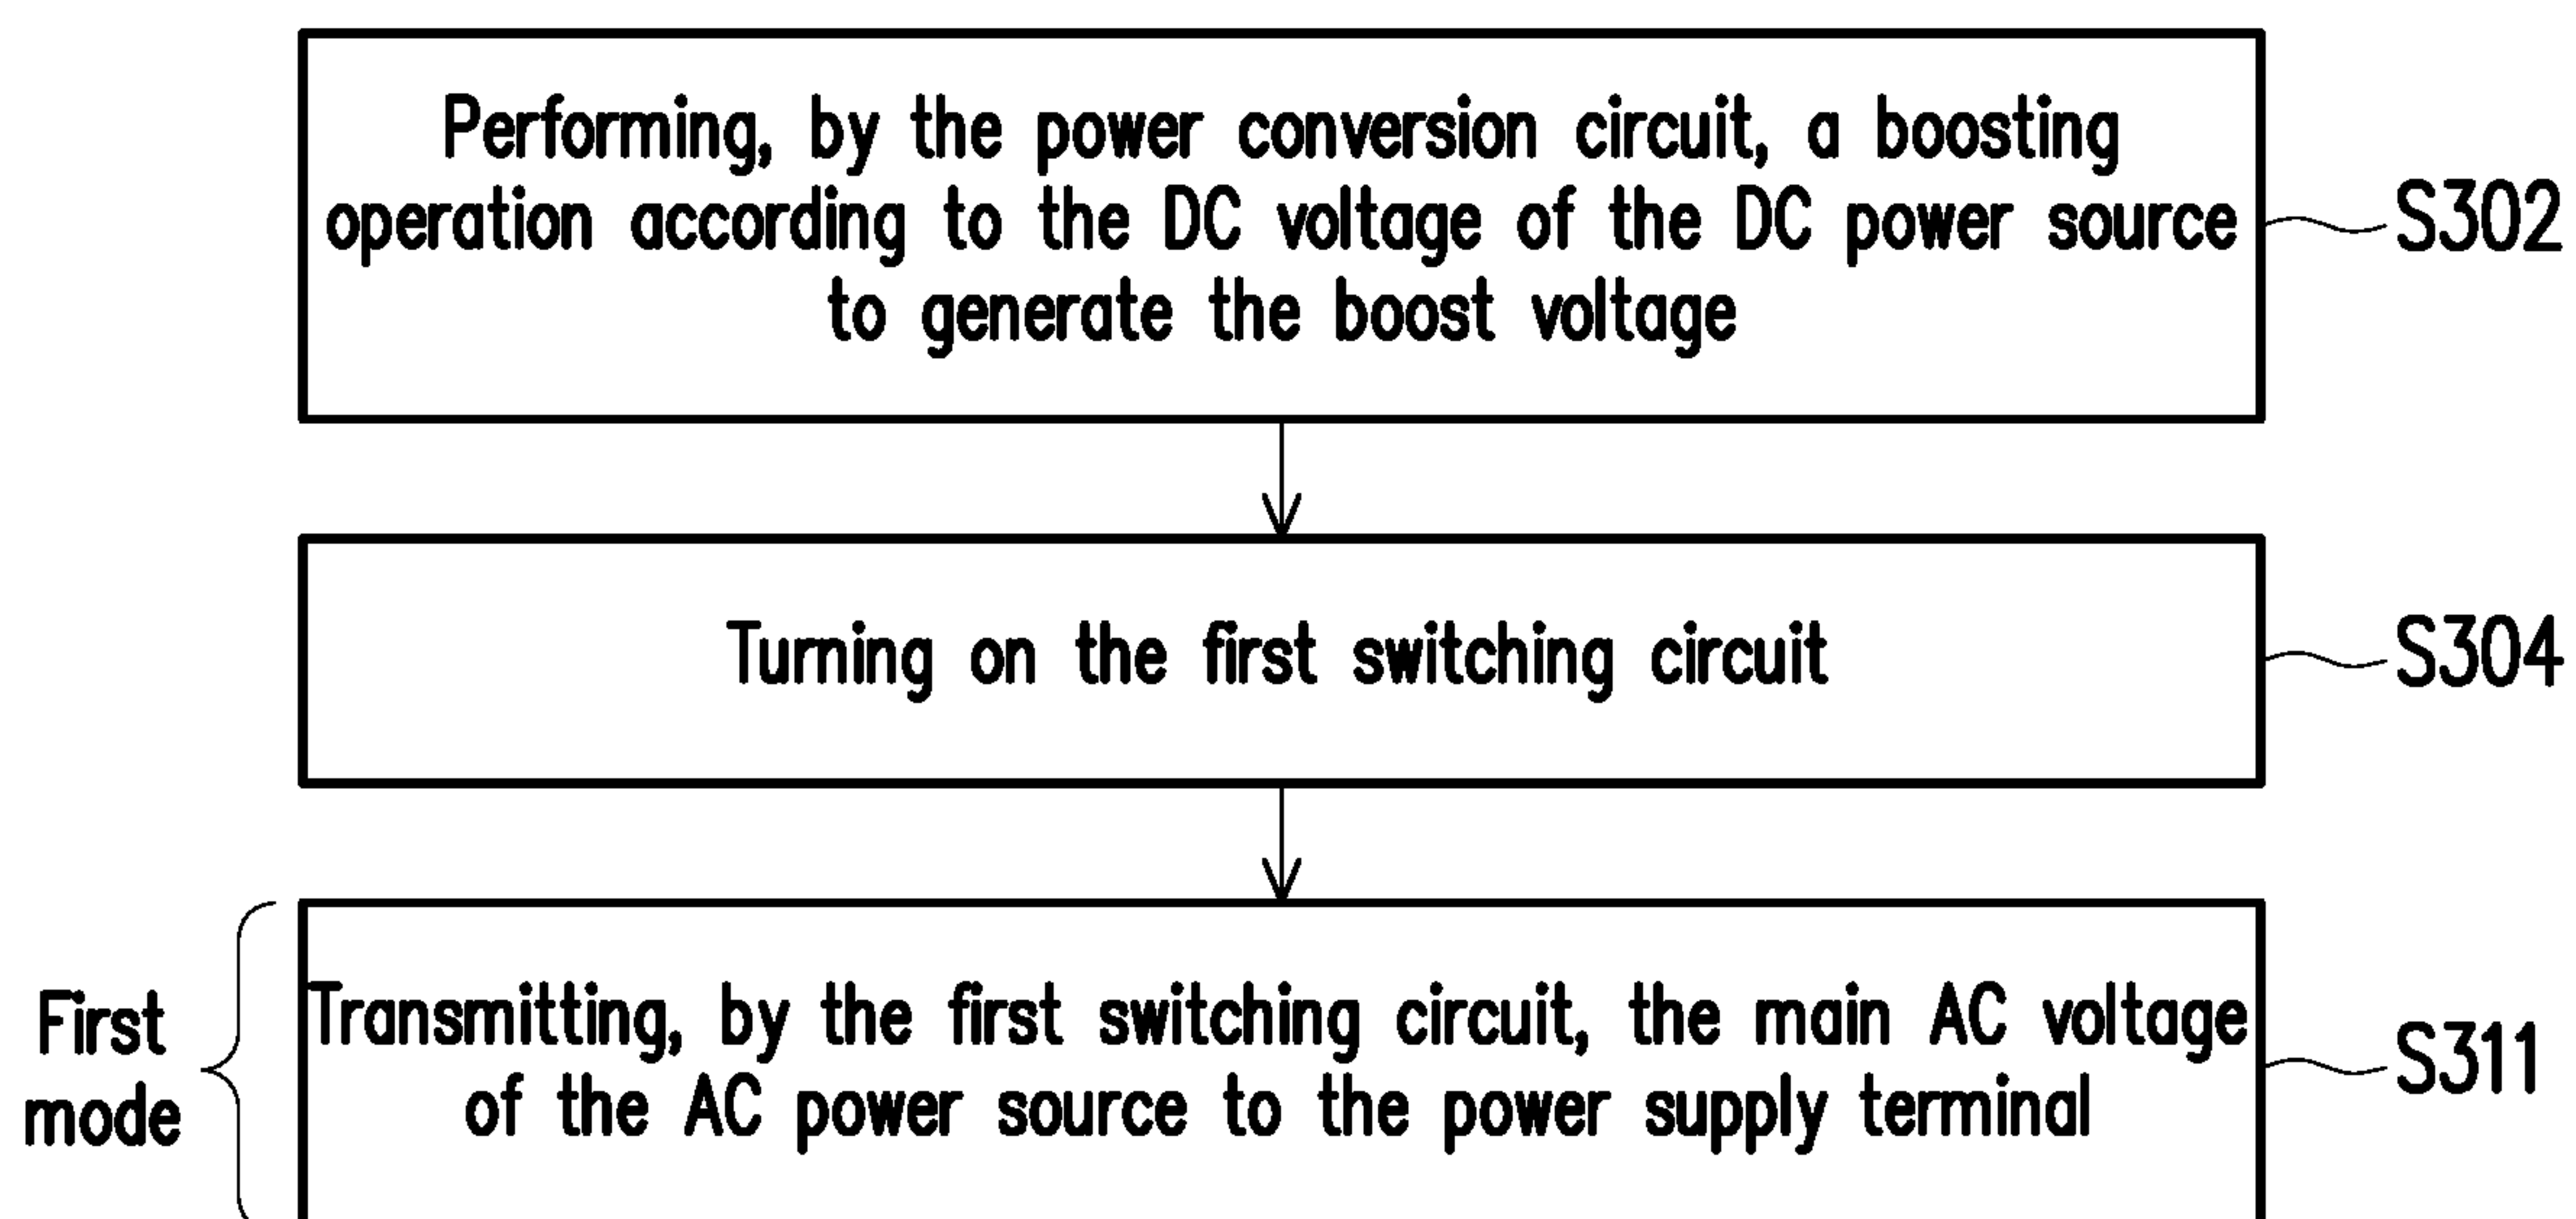 Performing, by the power conversion circuit, a boosting
operation according to the DC voltage of the DC power source
to generate the boost voltage
S302
Turning on the first switching circuit
S304
First
mode
Transmitting, by the first switching circuit, the main AC voltage
of the AC power source to the power supply terminal
S311